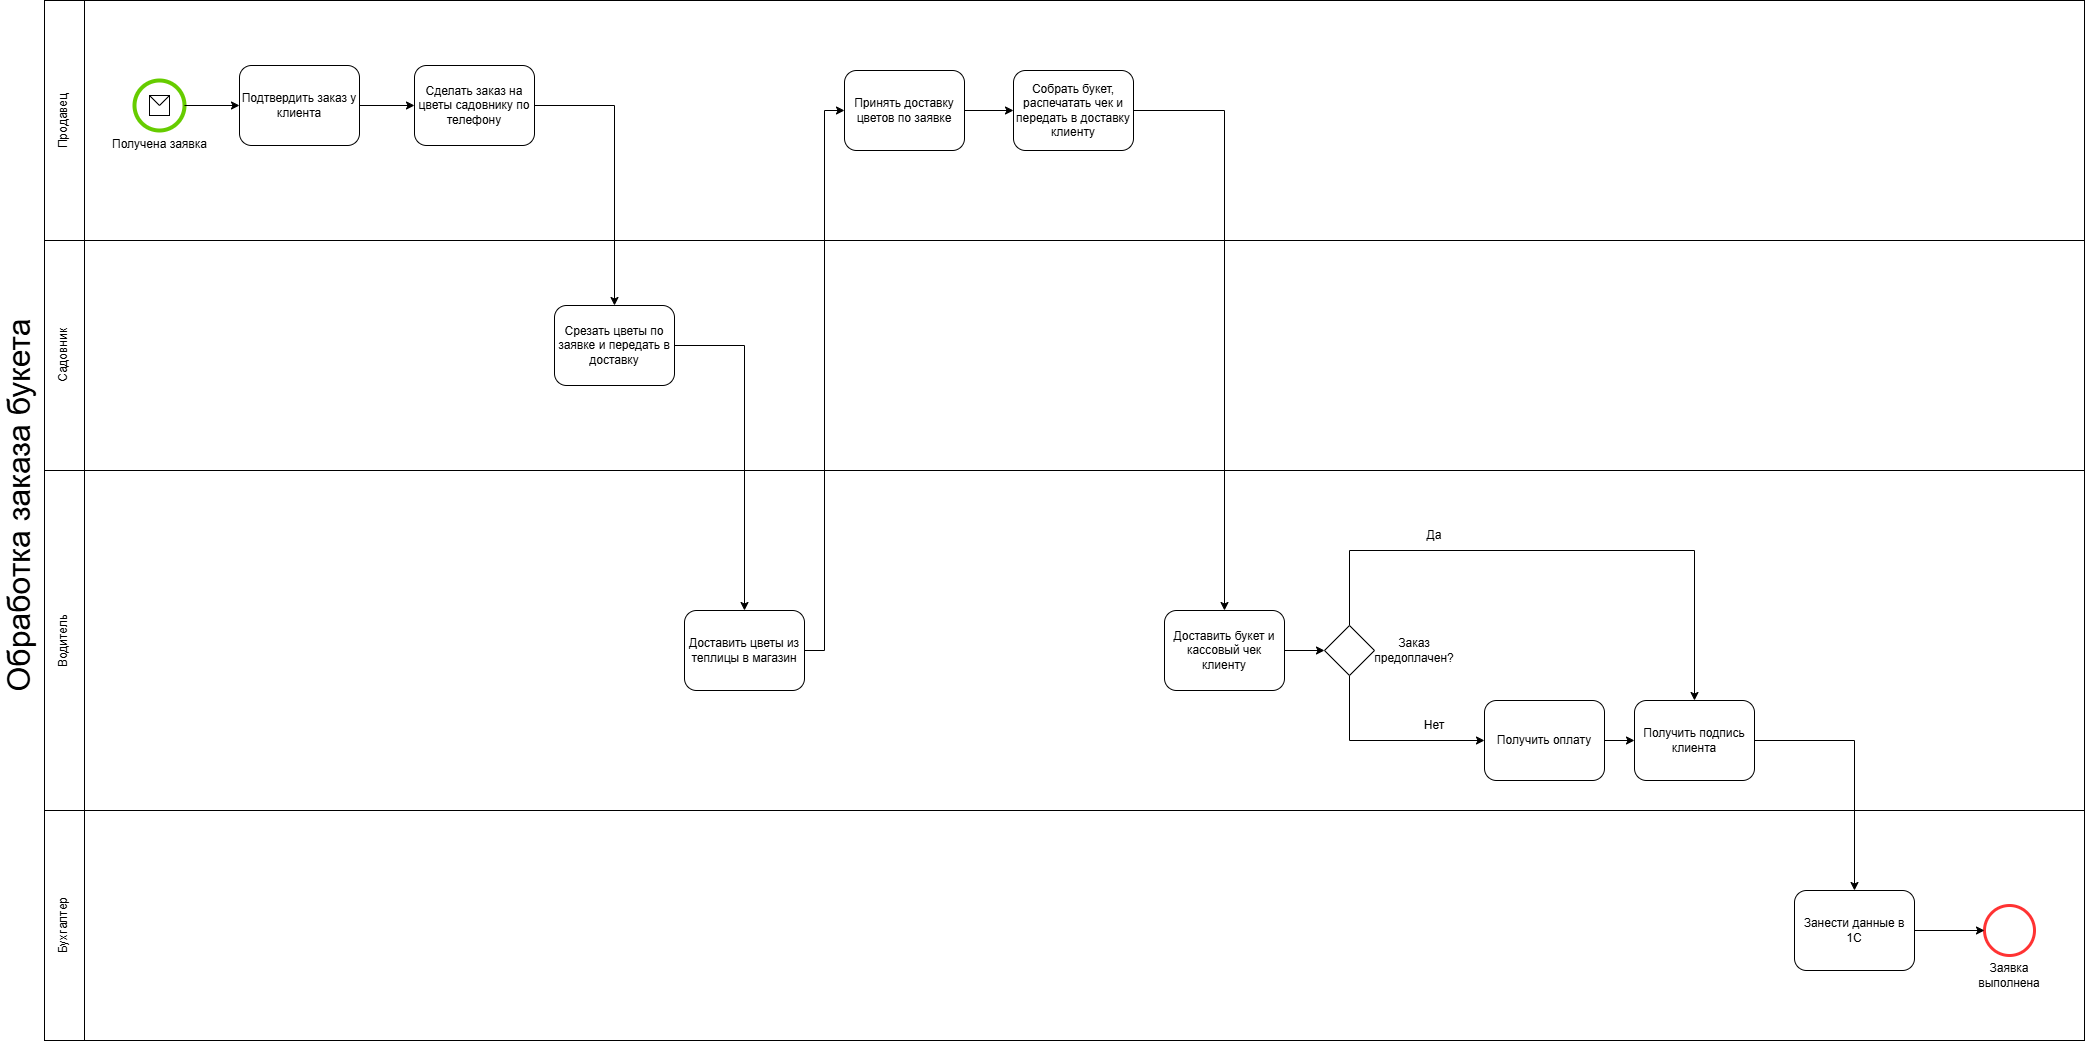 Обработка заказа букета
Продавец
Получена заявка
Подтвердить заказ у
клиента
Сделать заказ на
цветы садовнику по
телефону
Принять доставку
цветов по заявке
Собрать букет,
распечатать чек и
передать в доставку
клиенту
Садовник
Срезать цветы по
заявке и передать в
доставку
Водитель
Доставить цветы из
теплицы в магазин
Доставить букет и
кассовый чек
клиенту
Заказ
предоплачен?
Да
Нет
Получить оплату
Получить подпись
клиента
Бухгалтер
Занести данные в
1С
Заявка
выполнена